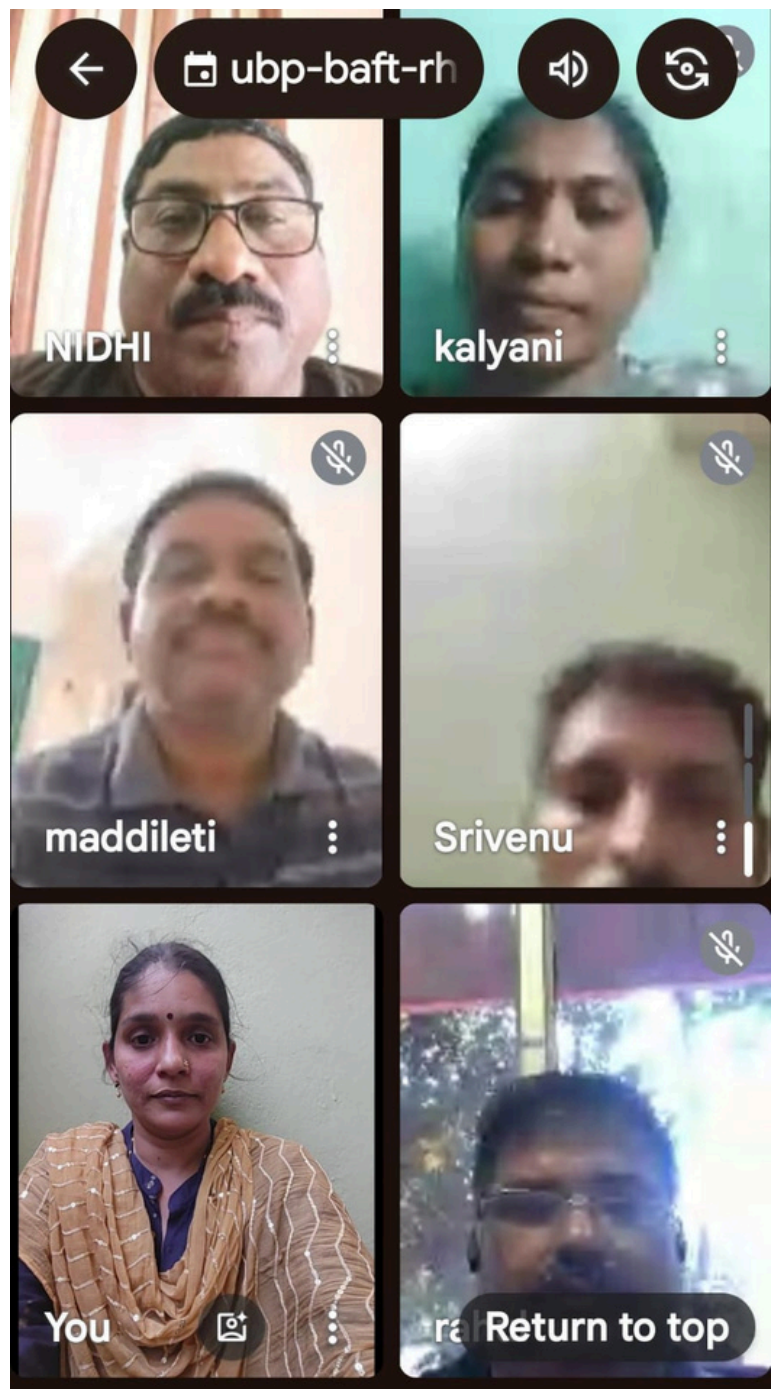 ubp-baft-rh
NIDHI
kalyani
maddileti
Srivenu
You
Return to top